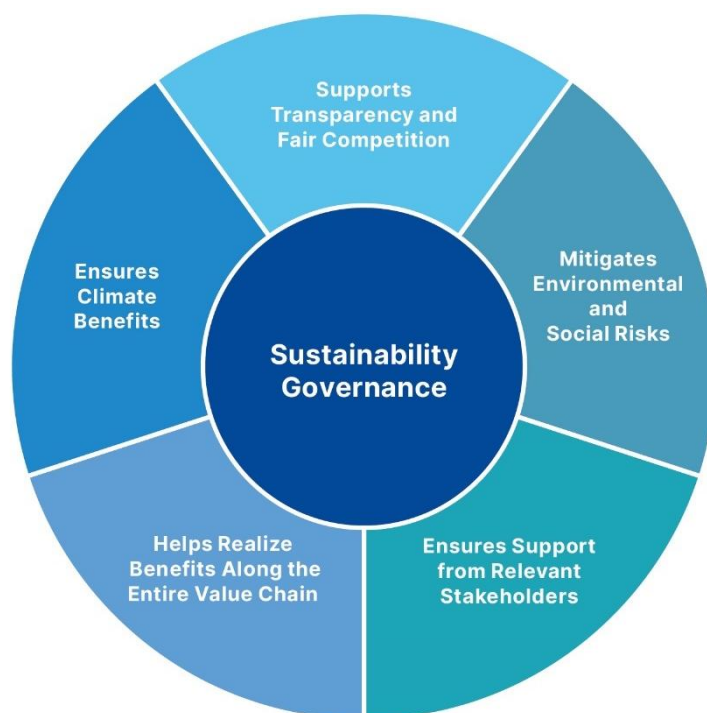 Supports
Transparency and
Fair Competition
Mitigates
Environmental
and
Social Risks
Ensures
Climate
Benefits
Sustainability
Governance
Helps Realize
Benefits Along the
Entire Value Chain
Ensures Support
from Relevant
Stakeholders